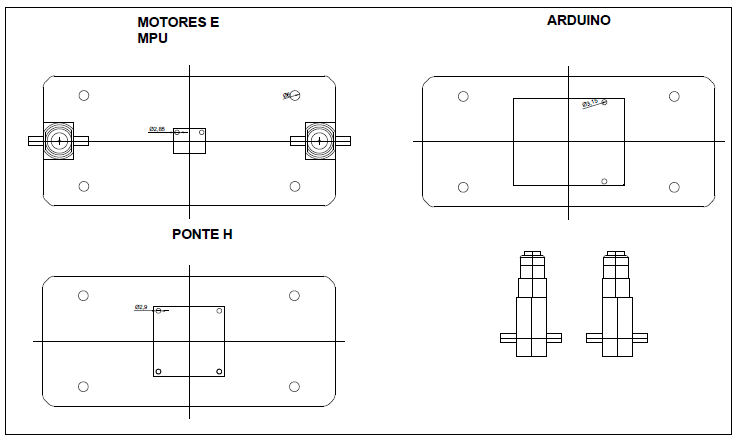 MOTORES E
MPU
ARDUINO
Ø3,15
Ø2,85
PONTE H
Ø2,9